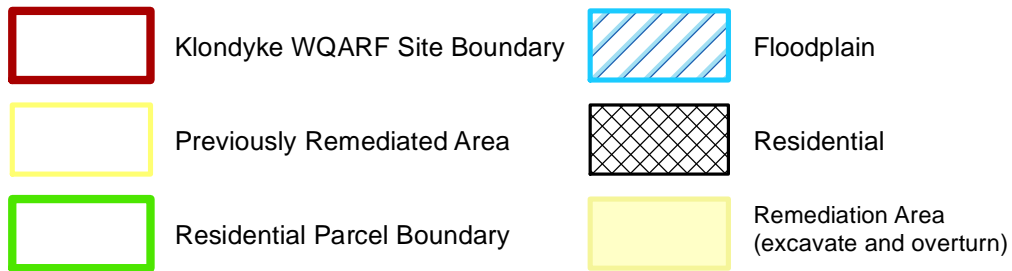 Klondyke WQARF Site Boundary
Previously Remediated Area
Residential Parcel Boundary
Floodplain
Residential
Remediation Area
(excavate and overturn)